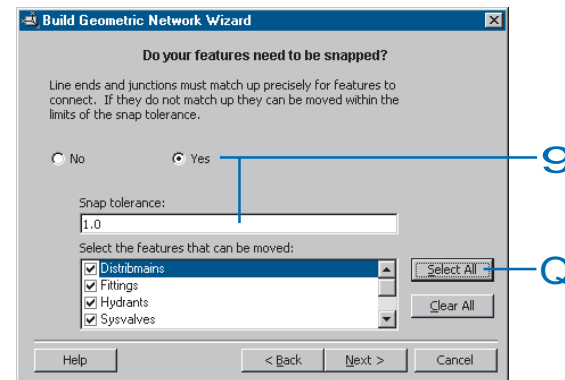 Build Geometric Network Wizard
Do your features need to be snapped?
Line ends and junctions must match up precisely for features to
connect. If they do not match up they can be moved within the
limits of the snap tolerance.
No Yes
9
Snap tolerance:
1.0
Select the features that can be moved:
Distribmains
Fittings
Hydrants
Sysvalves
Select All
Q
Clear All
Help < Back Next > Cancel